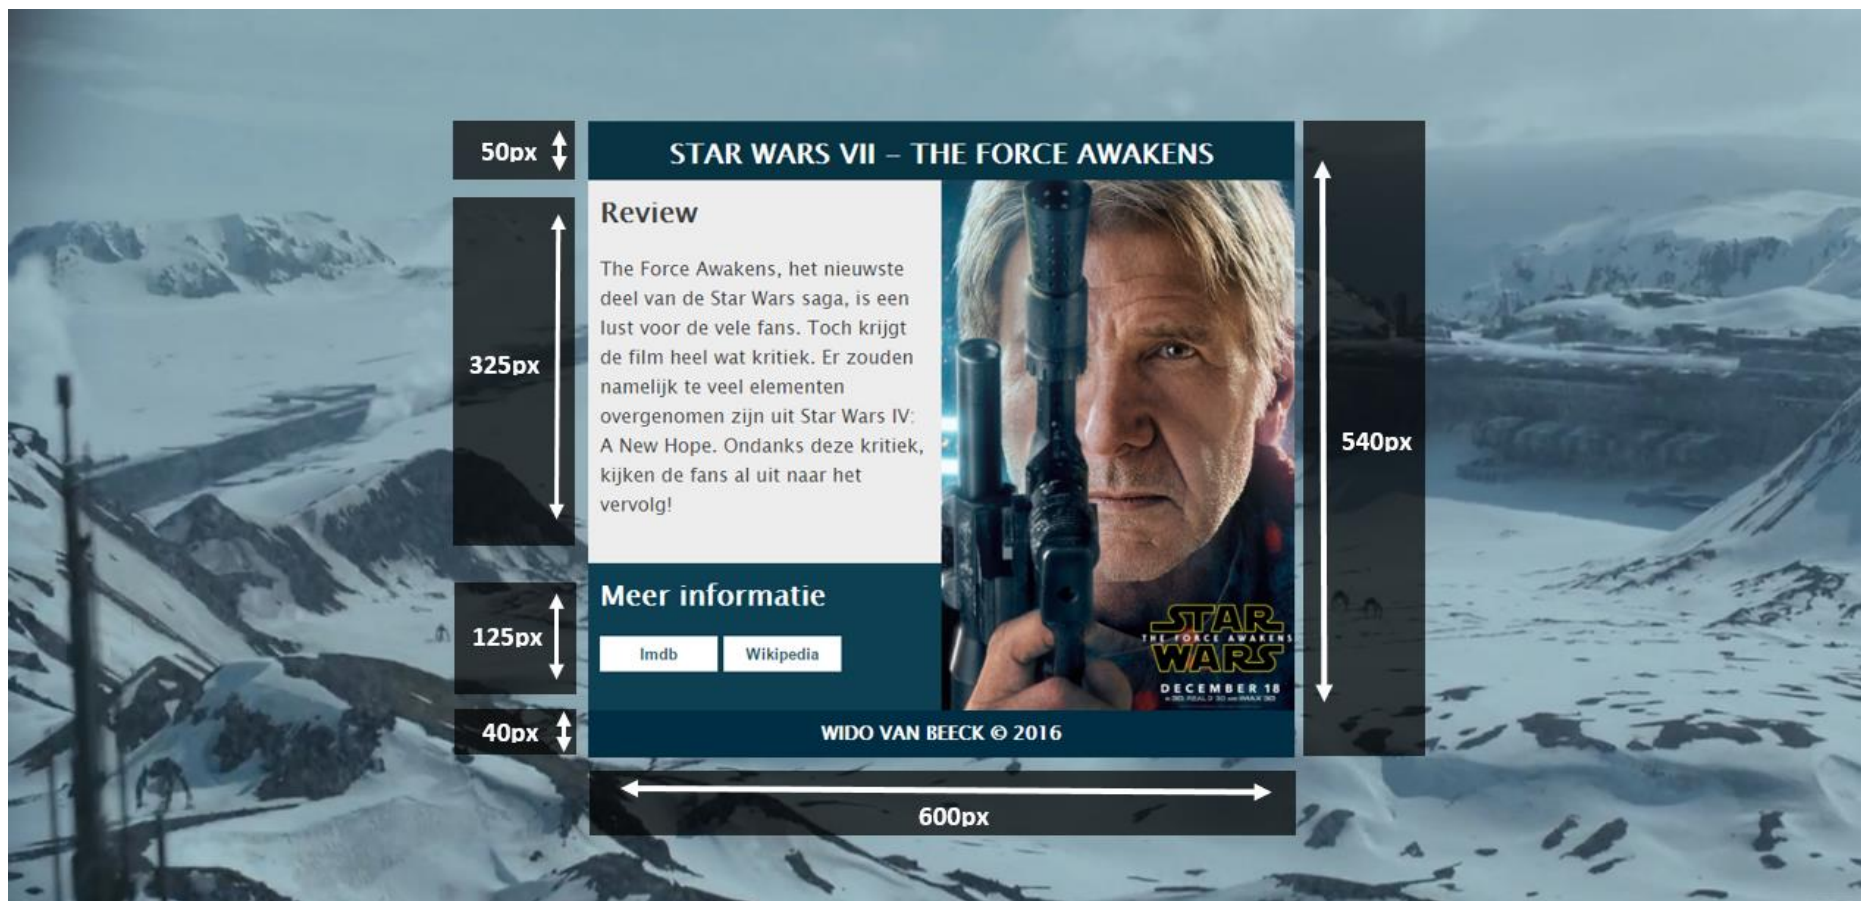 50px
STAR WARS VII – THE FORCE AWAKENS
325px
Review
The Force Awakens, het nieuwste
deel van de Star Wars saga, is een
lust voor de vele fans. Toch krijgt
de film heel wat kritiek. Er zouden
namelijk te veel elementen
overgenomen zijn uit Star Wars IV:
A New Hope. Ondanks deze kritiek,
kijken de fans al uit naar het
vervolg!
540px
125px
Meer informatie
Imdb
Wikipedia
STAR
THE FORCE AWAKENS
WARS
DECEMBER 18
40px
WIDO VAN BEECK © 2016
600px